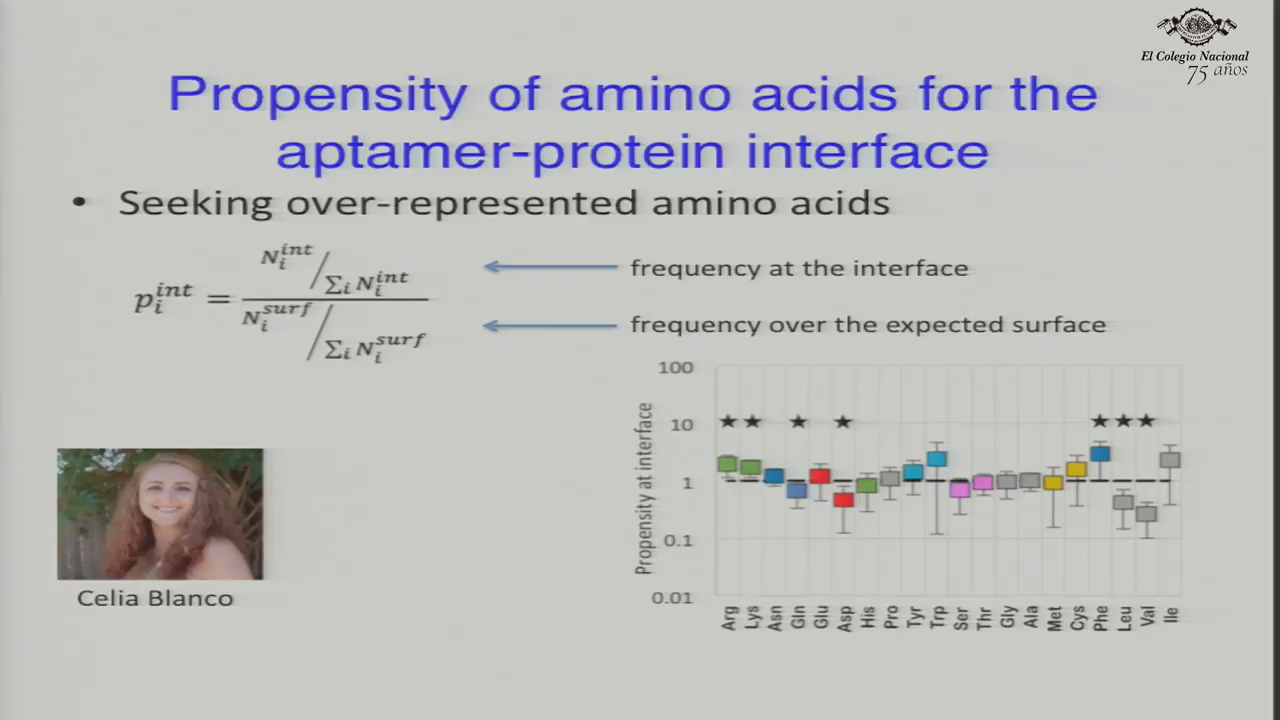 El Colegio Nacional
75 años
Propensity of amino acids for the
aptamer-protein interface
• Seeking over-represented amino acids
p_i^int = (N_i^int / Σ_i N_i^int) / (N_i^surf / Σ_i N_i^surf)
frequency at the interface
frequency over the expected surface
Propensity at interface
100
10
1
0.1
0.01
★ ★ ★ ★ ★ ★ ★
Arg Lys Asn Gln Glu Asp His Pro Tyr Trp Ser Thr Gly Ala Met Cys Phe Leu Val Ile
Celia Blanco